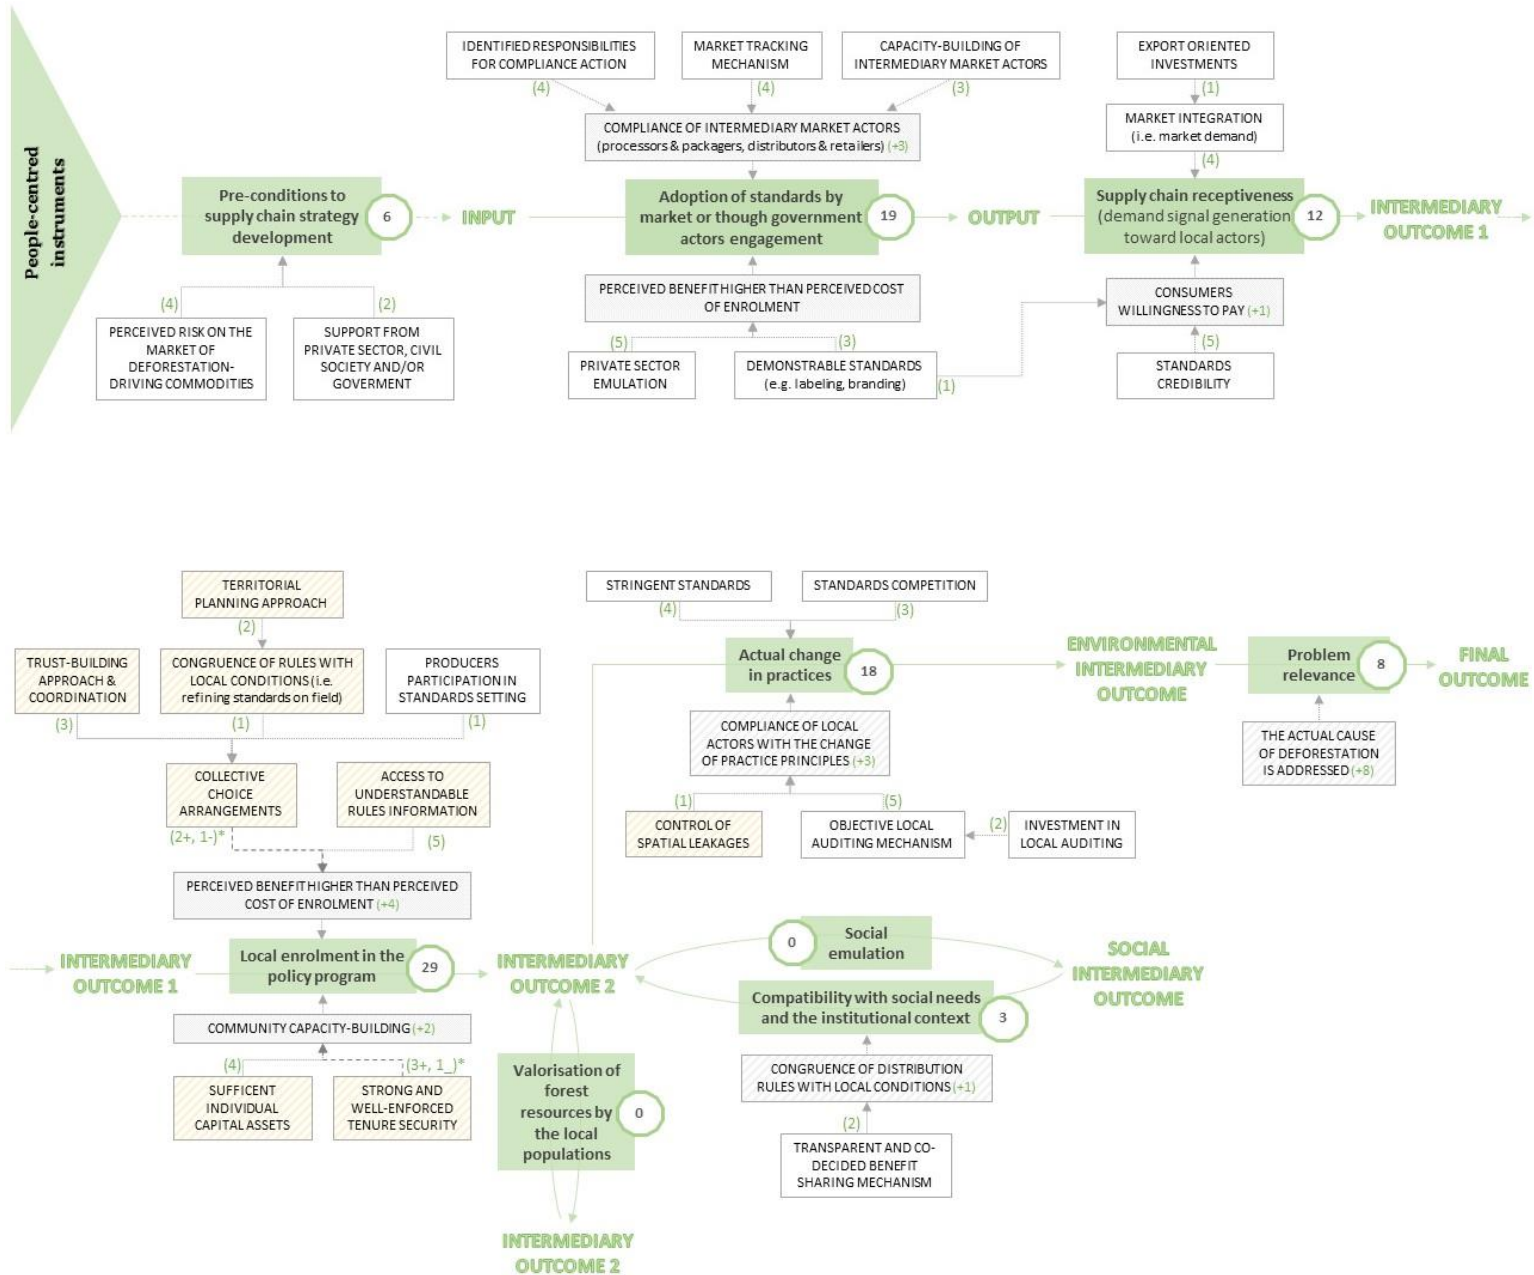 People-centred
instruments
IDENTIFIED RESPONSIBILITIES
FOR COMPLIANCE ACTION
(4)
MARKET TRACKING
MECHANISM
(4)
CAPACITY-BUILDING OF
INTERMEDIARY MARKET ACTORS
(3)
COMPLIANCE OF INTERMEDIARY MARKET ACTORS
(processors & packagers, distributors & retailers) (+3)
EXPORT ORIENTED
INVESTMENTS
(1)
MARKET INTEGRATION
(i.e. market demand)
(4)
Pre-conditions to
supply chain strategy
development
6
INPUT
Adoption of standards by
market or though government
actors engagement
19
OUTPUT
Supply chain receptiveness
(demand signal generation
toward local actors)
12
INTERMEDIARY
OUTCOME 1
(4)
(2)
PERCEIVED RISK ON THE
MARKET OF
DEFORESTATION-
DRIVING COMMODITIES
SUPPORT FROM
PRIVATE SECTOR, CIVIL
SOCIETY AND/OR
GOVERMENT
PERCEIVED BENEFIT HIGHER THAN PERCEIVED COST
OF ENROLMENT
(5)
(3)
PRIVATE SECTOR
EMULATION
DEMONSTRABLE STANDARDS
(e.g. labeling, branding)
(1)
CONSUMERS
WILLINGNESS TO PAY (+1)
(5)
STANDARDS
CREDIBILITY
TERRITORIAL
PLANNING APPROACH
(2)
TRUST-BUILDING
APPROACH &
COORDINATION
(3)
CONGRUENCE OF RULES WITH
LOCAL CONDITIONS (i.e.
refining standards on field)
(1)
PRODUCERS
PARTICIPATION IN
STANDARDS SETTING
(1)
COLLECTIVE
CHOICE
ARRANGEMENTS
(2+, 1-)*
ACCESS TO
UNDERSTANDABLE
RULES INFORMATION
(5)
PERCEIVED BENEFIT HIGHER THAN PERCEIVED
COST OF ENROLMENT (+4)
INTERMEDIARY
OUTCOME 1
Local enrolment in the
policy program
29
INTERMEDIARY
OUTCOME 2
COMMUNITY CAPACITY-BUILDING (+2)
(4)
(3+, 1_)*
SUFFICENT
INDIVIDUAL
CAPITAL ASSETS
STRONG AND
WELL-ENFORCED
TENURE SECURITY
Valorisation of
forest
resources by
the local
populations
0
INTERMEDIARY
OUTCOME 2
STRINGENT STANDARDS
(4)
STANDARDS COMPETITION
(3)
Actual change
in practices
18
ENVIRONMENTAL
INTERMEDIARY
OUTCOME
Problem
relevance
8
FINAL
OUTCOME
COMPLIANCE OF LOCAL
ACTORS WITH THE CHANGE
OF PRACTICE PRINCIPLES (+3)
THE ACTUAL CAUSE
OF DEFORESTATION
IS ADDRESSED (+8)
(1)
(5)
CONTROL OF
SPATIAL LEAKAGES
OBJECTIVE LOCAL
AUDITING MECHANISM
(2)
INVESTMENT IN
LOCAL AUDITING
0
Social
emulation
SOCIAL
INTERMEDIARY
OUTCOME
Compatibility with social needs
and the institutional context
3
CONGRUENCE OF DISTRIBUTION
RULES WITH LOCAL CONDITIONS (+1)
(2)
TRANSPARENT AND CO-
DECIDED BENEFIT
SHARING MECHANISM